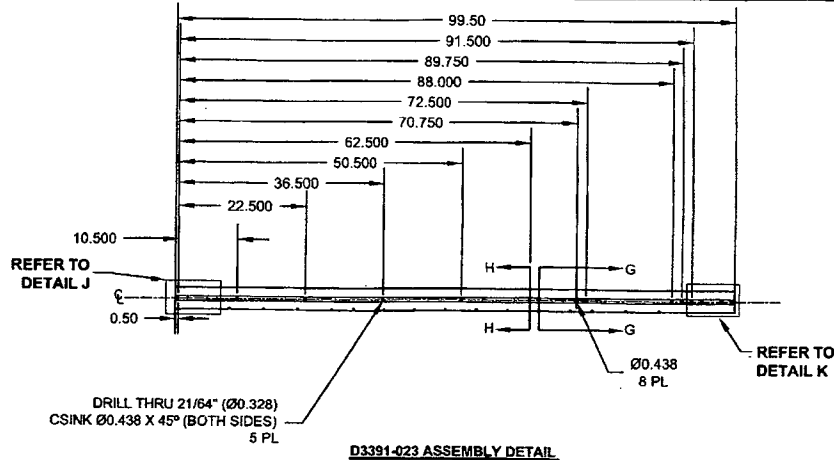 99.50
91.500
89.750
88.000
72.500
70.750
62.500
50.500
36.500
22.500
10.500
REFER TO
DETAIL J
H
G
℄
0.50
H
G
REFER TO
DETAIL K
Ø0.438
8 PL
DRILL THRU 21/64" (Ø0.328)
CSINK Ø0.438 X 45º (BOTH SIDES)
5 PL
D3391-023 ASSEMBLY DETAIL